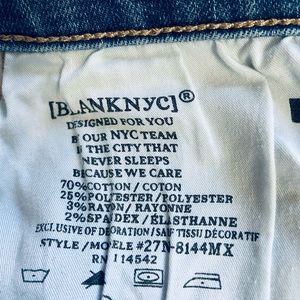 [BLANKNYC]®
DESIGNED FOR YOU
BY OUR NYC TEAM
IN THE CITY THAT
NEVER SLEEPS
BECAUSE WE CARE
70% COTTON / COTON
25% POLYESTER/POLYESTER
3% RAYON/ RAYONNE
2% SPADEX / ÉLASTHANNE
EXCLUSIVE OF DECORATION / SAUF TISSU DÉCORATIF
STYLE / MODELE #27N-8144MX
RN 114542